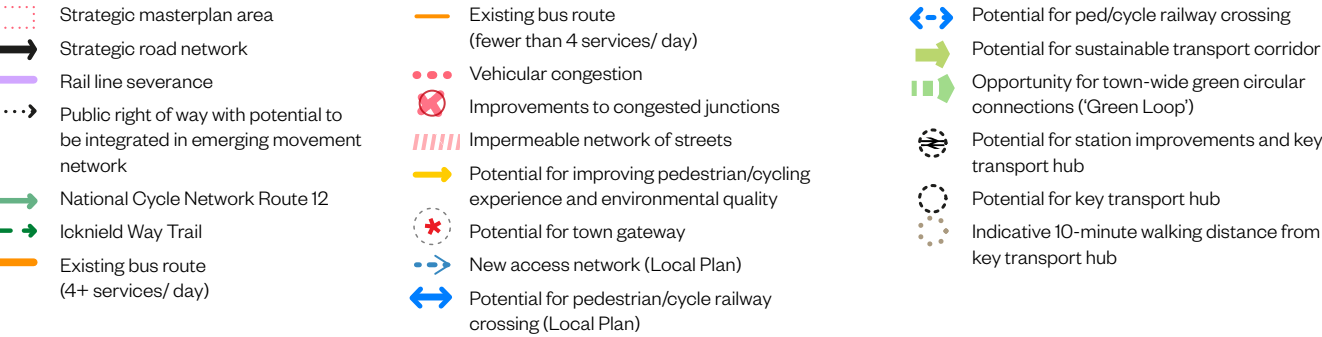 Strategic masterplan area
Strategic road network
Rail line severance
Public right of way with potential to
be integrated in emerging movement
network
National Cycle Network Route 12
Icknield Way Trail
Existing bus route
(4+ services/ day)
Existing bus route
(fewer than 4 services/ day)
Vehicular congestion
Improvements to congested junctions
Impermeable network of streets
Potential for improving pedestrian/cycling
experience and environmental quality
Potential for town gateway
New access network (Local Plan)
Potential for pedestrian/cycle railway
crossing (Local Plan)
Potential for ped/cycle railway crossing
Potential for sustainable transport corridor
Opportunity for town-wide green circular
connections (‘Green Loop’)
Potential for station improvements and key
transport hub
Potential for key transport hub
Indicative 10-minute walking distance from
key transport hub